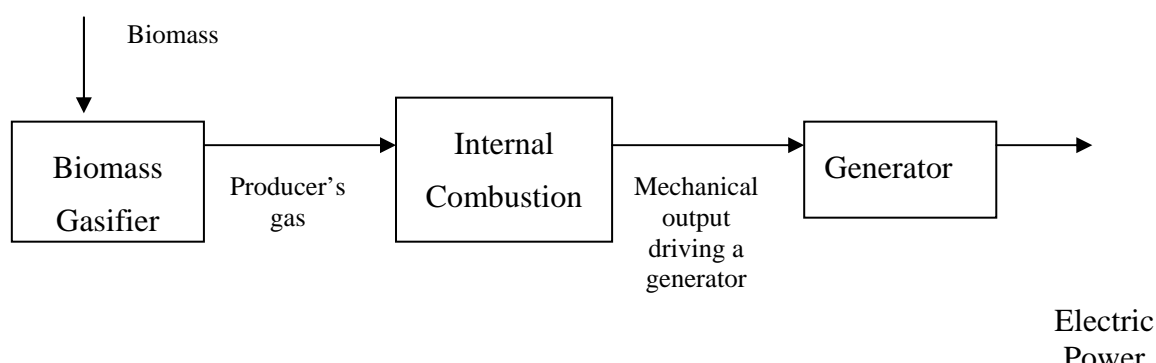 Biomass
Biomass
Gasifier
Producer’s
gas
Internal
Combustion
Mechanical
output
driving a
generator
Generator
Electric
Power